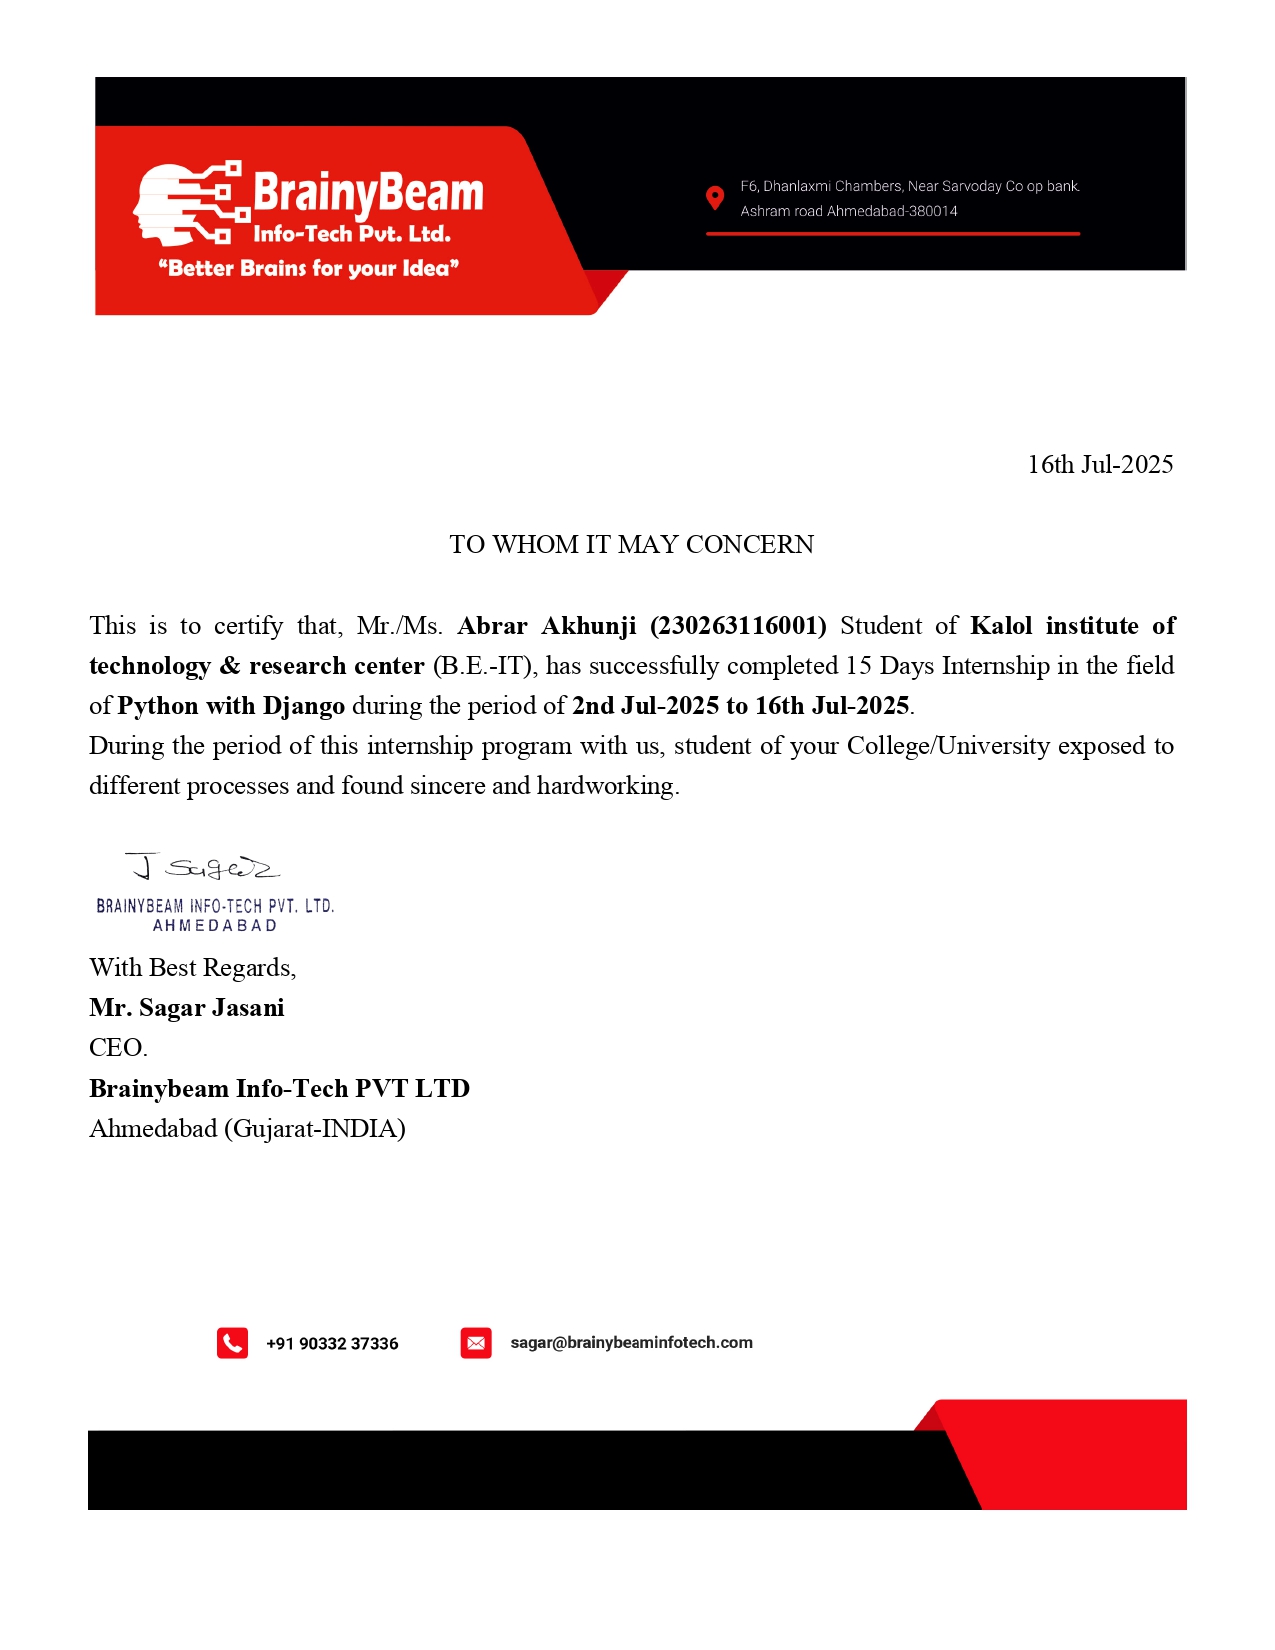 BrainyBeam
Info-Tech Pvt. Ltd.
“Better Brains for your Idea”
F6, Dhanlaxmi Chambers, Near Sarvoday Co op bank.
Ashram road Ahmedabad-380014
16th Jul-2025
TO WHOM IT MAY CONCERN
This is to certify that, Mr./Ms. Abrar Akhunji (230263116001) Student of Kalol institute of
technology & research center (B.E.-IT), has successfully completed 15 Days Internship in the field
of Python with Django during the period of 2nd Jul-2025 to 16th Jul-2025.
During the period of this internship program with us, student of your College/University exposed to
different processes and found sincere and hardworking.
J Sagar
BRAINYBEAM INFO-TECH PVT. LTD.
AHMEDABAD
With Best Regards,
Mr. Sagar Jasani
CEO.
Brainybeam Info-Tech PVT LTD
Ahmedabad (Gujarat-INDIA)
+91 90332 37336
sagar@brainybeaminfotech.com